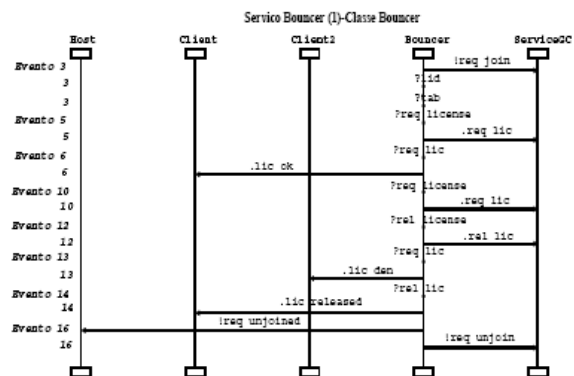 Servico Bouncer (1)-Classe Bouncer
Host Client Client2 Bouncer ServiceGC
Evento 3 !req join
3 ?lid
3 ?tab
Evento 5 ?req license
5 .req lic
Evento 6 ?req lic
6 .lic ok
Evento 10 ?req license
10 .req lic
Evento 12 ?rel license
12 .rel lic
Evento 13 ?req lic
13 .lic den
Evento 14 ?rel lic
14 .lic released
Evento 16 !req unjoined
16 !req unjoin